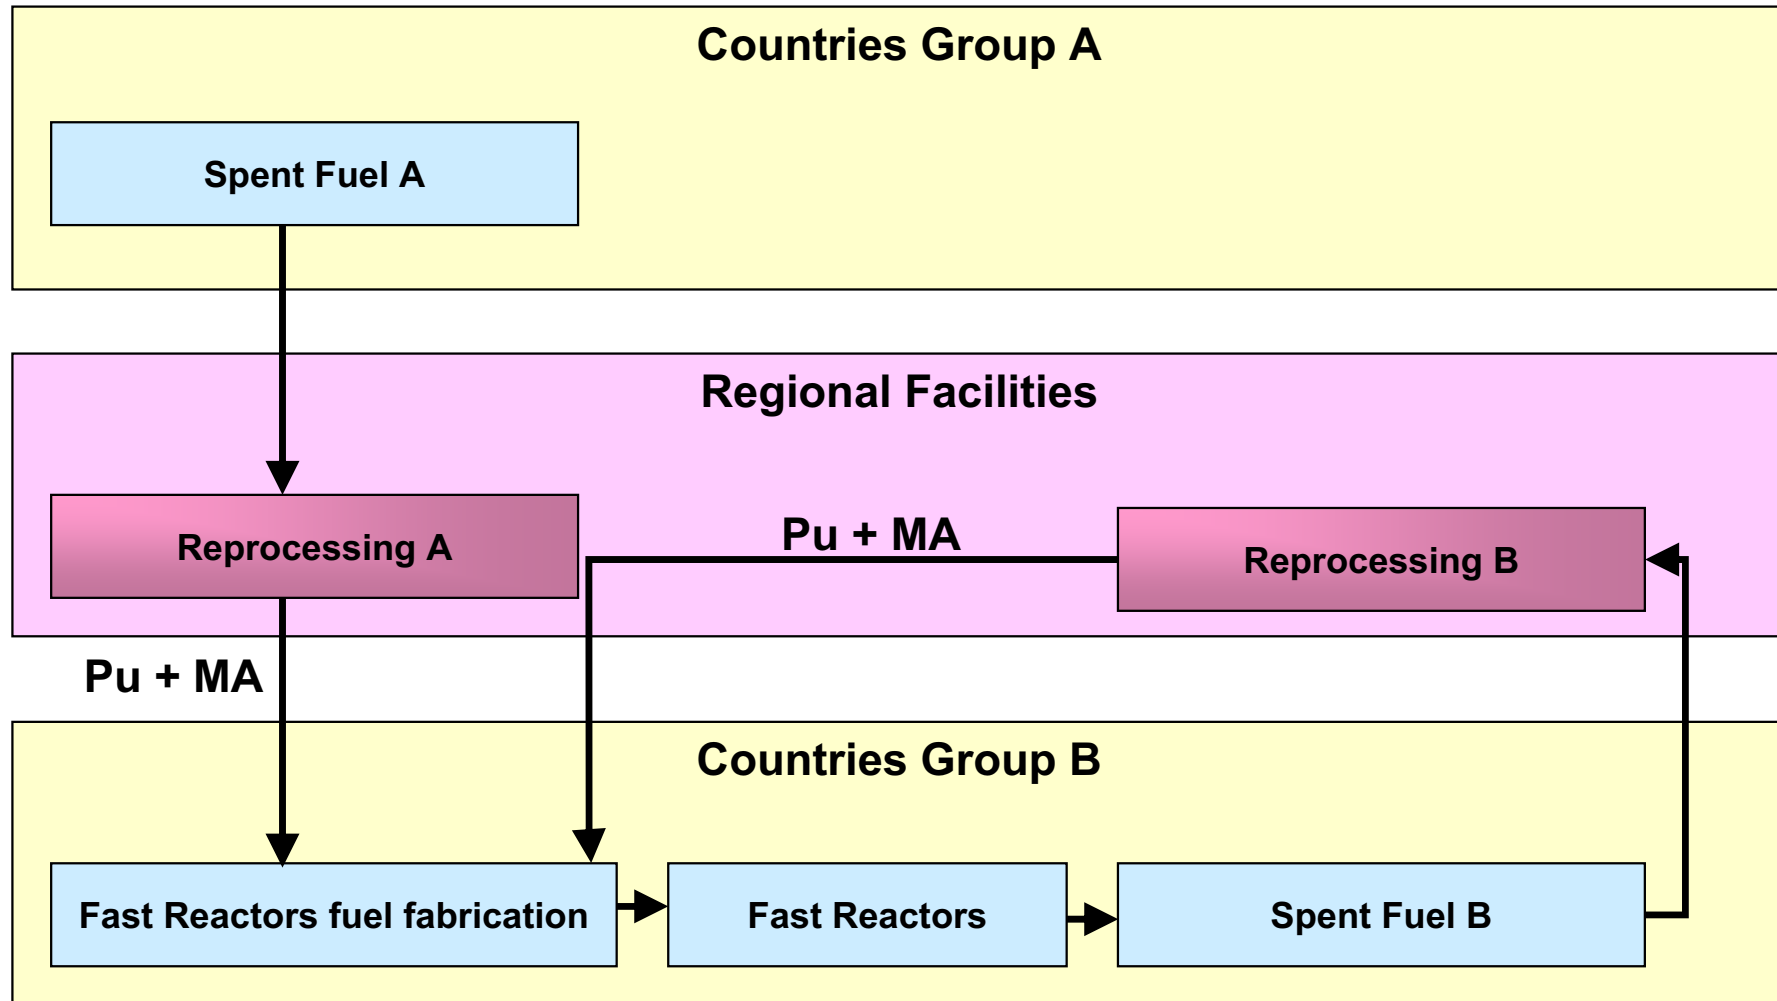 Countries Group A
Spent Fuel A
Regional Facilities
Reprocessing A
Pu + MA
Reprocessing B
Pu + MA
Countries Group B
Fast Reactors fuel fabrication
Fast Reactors
Spent Fuel B